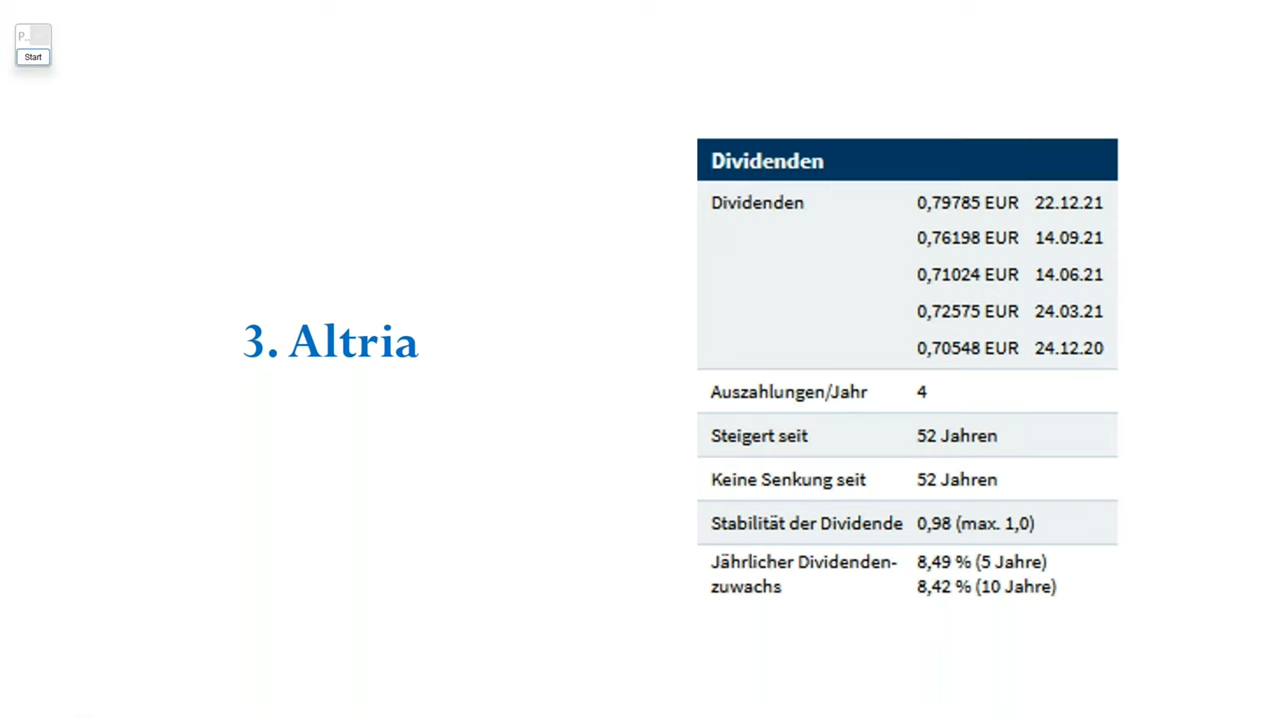 P..
Start
3. Altria
Dividenden
Dividenden 0,79785 EUR 22.12.21
0,76198 EUR 14.09.21
0,71024 EUR 14.06.21
0,72575 EUR 24.03.21
0,70548 EUR 24.12.20
Auszahlungen/Jahr 4
Steigert seit 52 Jahren
Keine Senkung seit 52 Jahren
Stabilität der Dividende 0,98 (max. 1,0)
Jährlicher Dividenden- 8,49 % (5 Jahre)
zuwachs 8,42 % (10 Jahre)